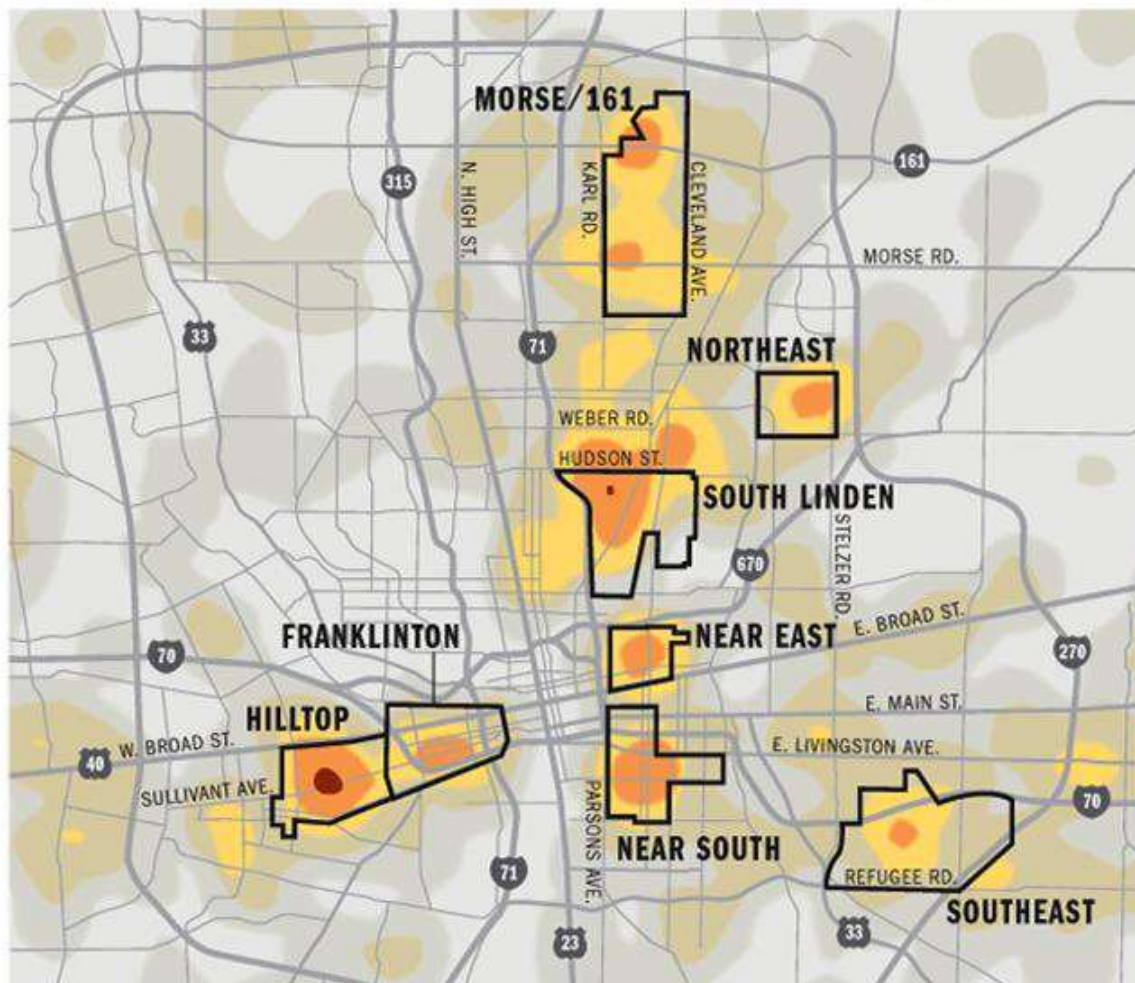 MORSE/161
161
315
N. HIGH ST.
KARL RD.
CLEVELAND AVE.
MORSE RD.
33
71
NORTHEAST
WEBER RD.
HUDSON ST.
SOUTH LINDEN
STELZER RD.
670
FRANKLINTON
NEAR EAST
E. BROAD ST.
70
270
HILLTOP
E. MAIN ST.
W. BROAD ST.
E. LIVINGSTON AVE.
40
SULLIVANT AVE.
70
PARSONS AVE.
NEAR SOUTH
71
REFUGEE RD.
SOUTHEAST
23
33